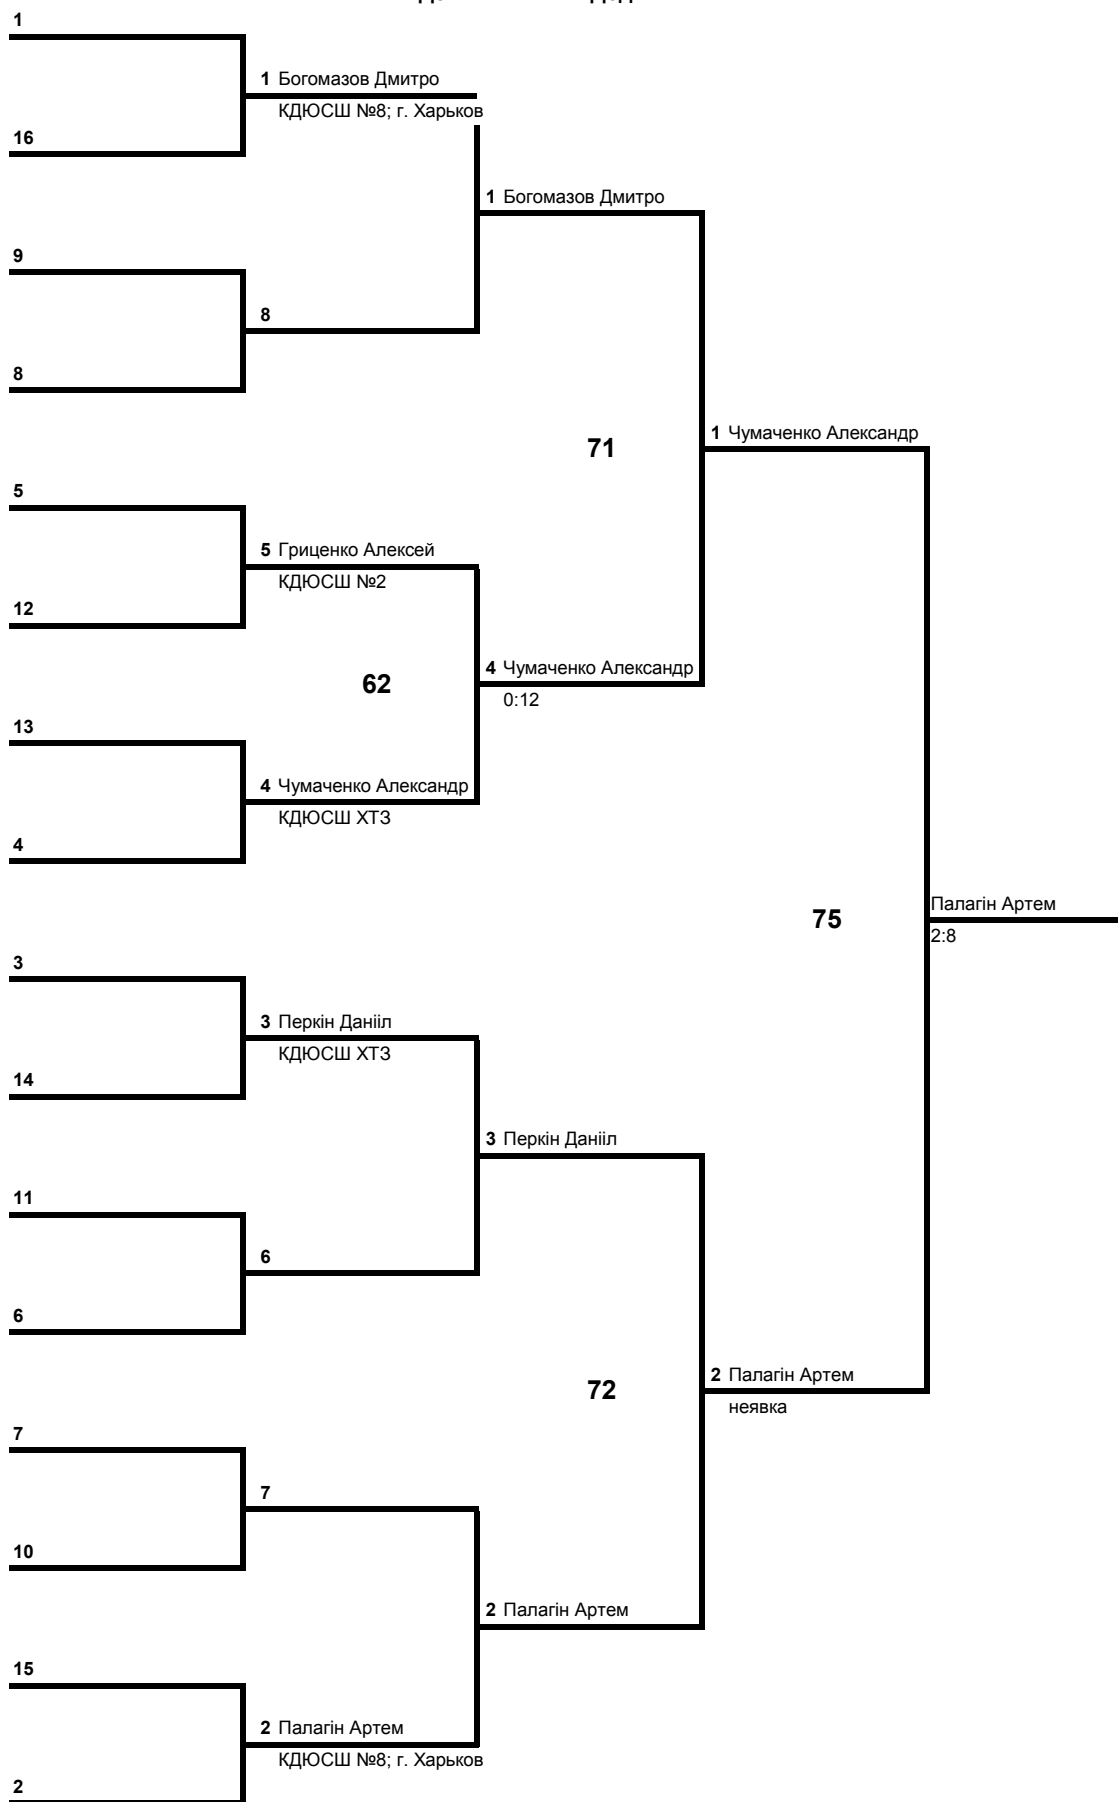 1
1 Богомазов Дмитро
КДЮСШ №8; г. Харьков
16
1 Богомазов Дмитро
9
8
8
71
1 Чумаченко Александр
5
5 Гриценко Алексей
КДЮСШ №2
12
62
4 Чумаченко Александр
0:12
13
4 Чумаченко Александр
КДЮСШ ХТЗ
4
75
Палагін Артем
2:8
3
3 Перкін Данііл
КДЮСШ ХТЗ
14
3 Перкін Данііл
11
6
6
72
2 Палагін Артем
неявка
7
7
10
2 Палагін Артем
15
2 Палагін Артем
КДЮСШ №8; г. Харьков
2